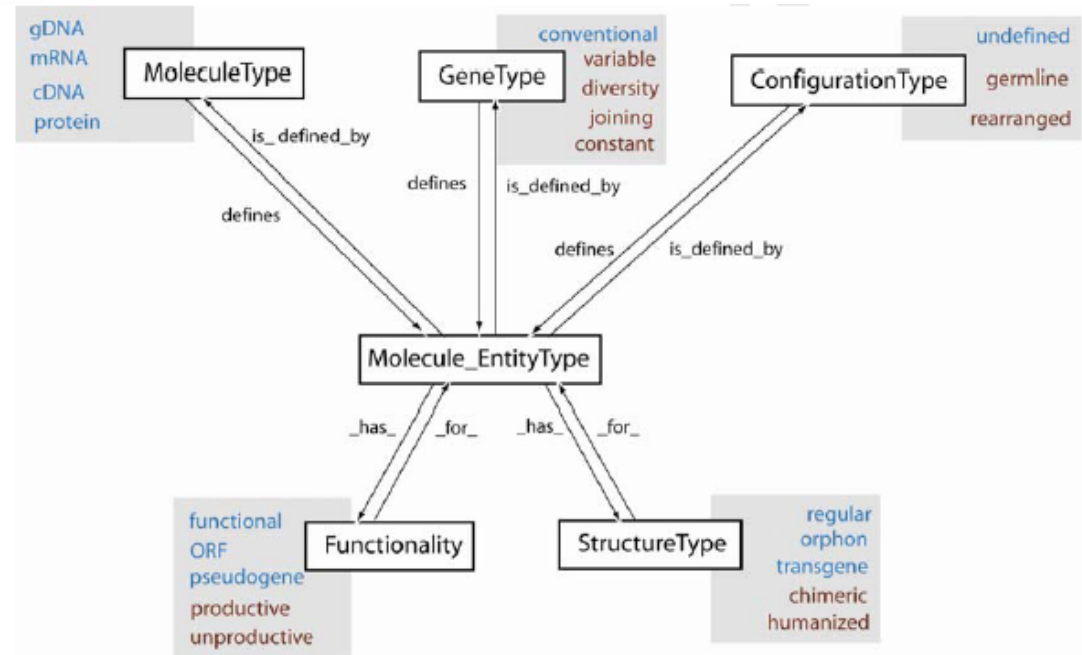 gDNA
mRNA
cDNA
protein
MoleculeType
GeneType
conventional
variable
diversity
joining
constant
ConfigurationType
undefined
germline
rearranged
is_ defined_by
defines
defines
is_defined_by
defines
is_defined_by
Molecule_EntityType
_has_
_for_
_has_
_for_
functional
ORF
pseudogene
productive
unproductive
Functionality
StructureType
regular
orphon
transgene
chimeric
humanized